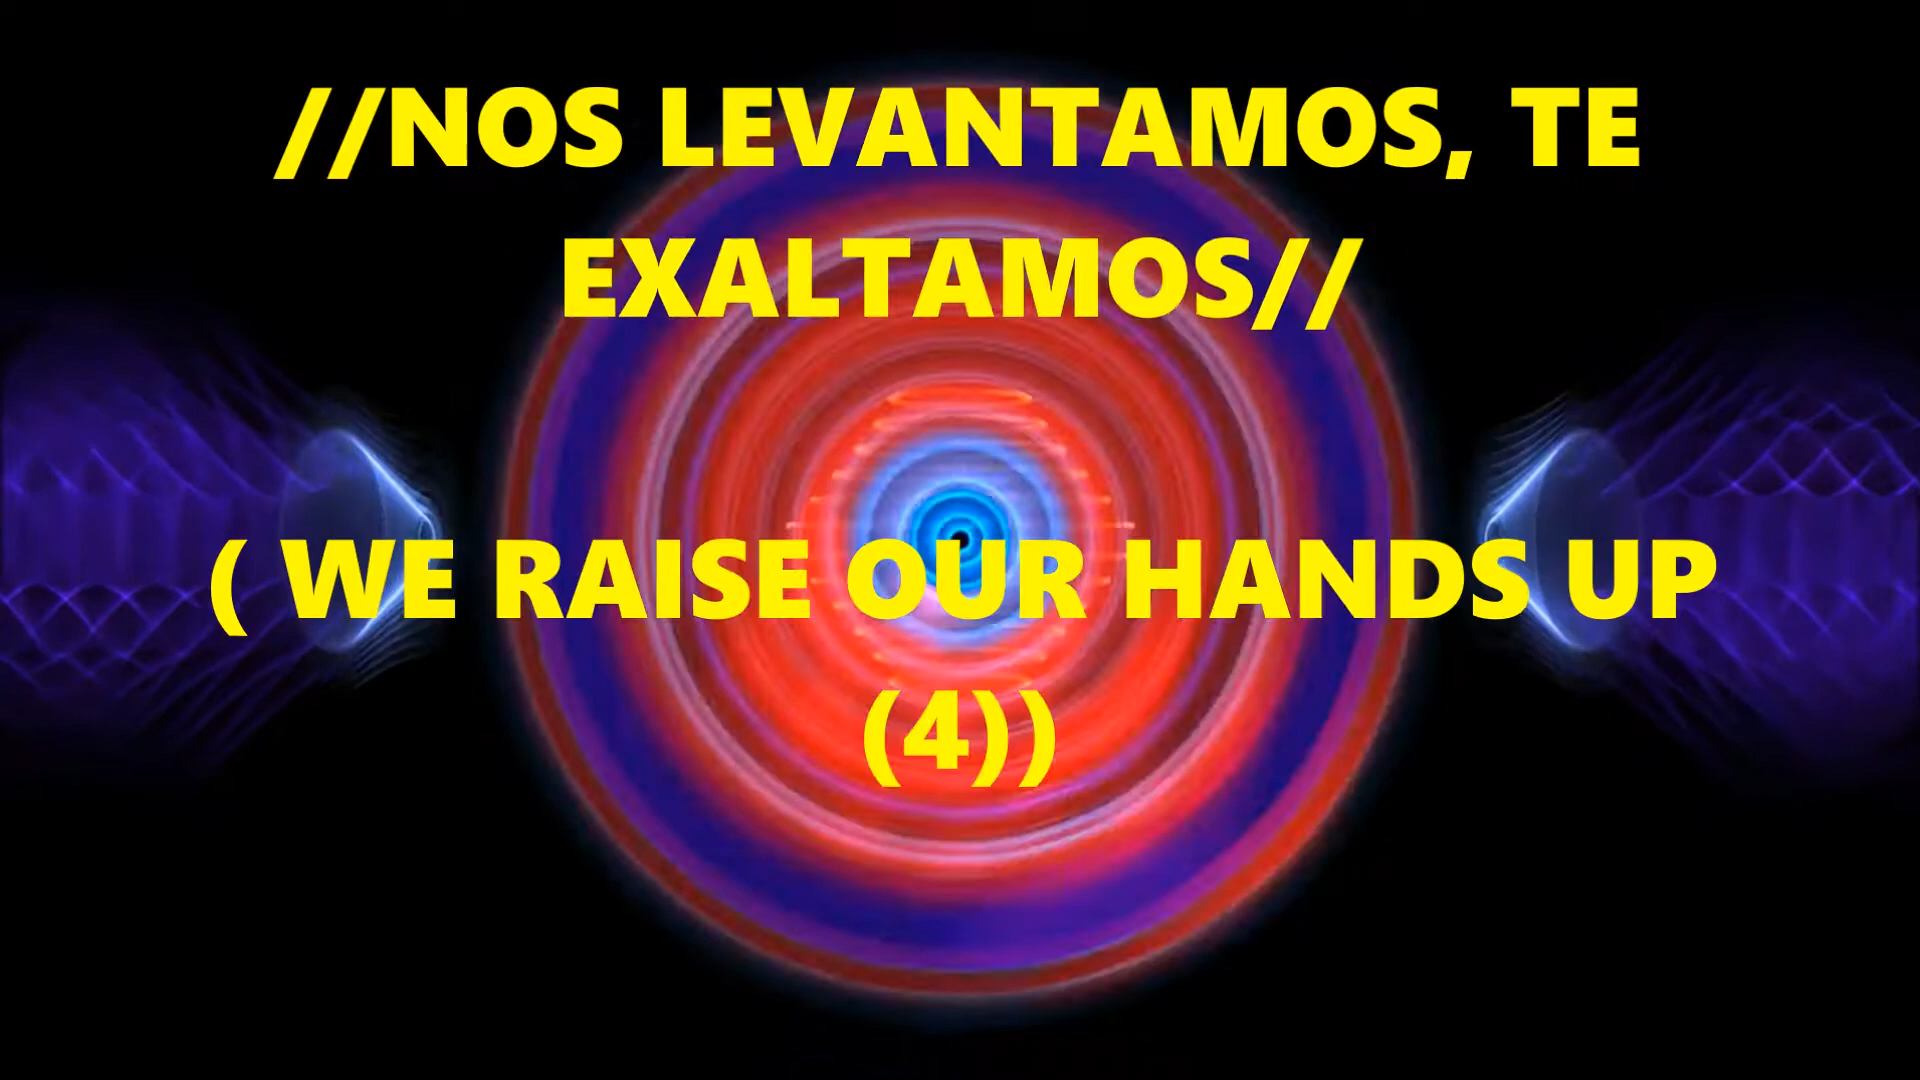 //NOS LEVANTAMOS, TE
EXALTAMOS//
( WE RAISE OUR HANDS UP
(4))